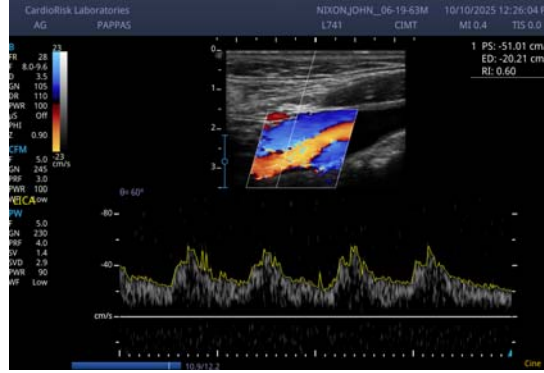 CardioRisk Laboratories NIXON,JOHN__06-19-63M 10/10/2025 12:26:04 P
AG PAPPAS L741 CIMT MI 0.4 TIS 0.0
B
FR 28
F 8.0-9.6
D 3.5
GN 105
DR 110
PWR 100
µS Off
PHI
Z 0.90
CFM
F 5.0
GN 245
PRF 3.0
PWR 100
WF Low
PW
F 5.0
GN 230
PRF 4.0
SV 1.4
SVD 2.9
PWR 90
WF Low
23
-23
cm/s
0
1
2
3
1 PS: -51.01 cm/
ED: -20.21 cm/
RI: 0.60
θ= 60°
-80
-40
cm/s
10.9/12.2
Cine